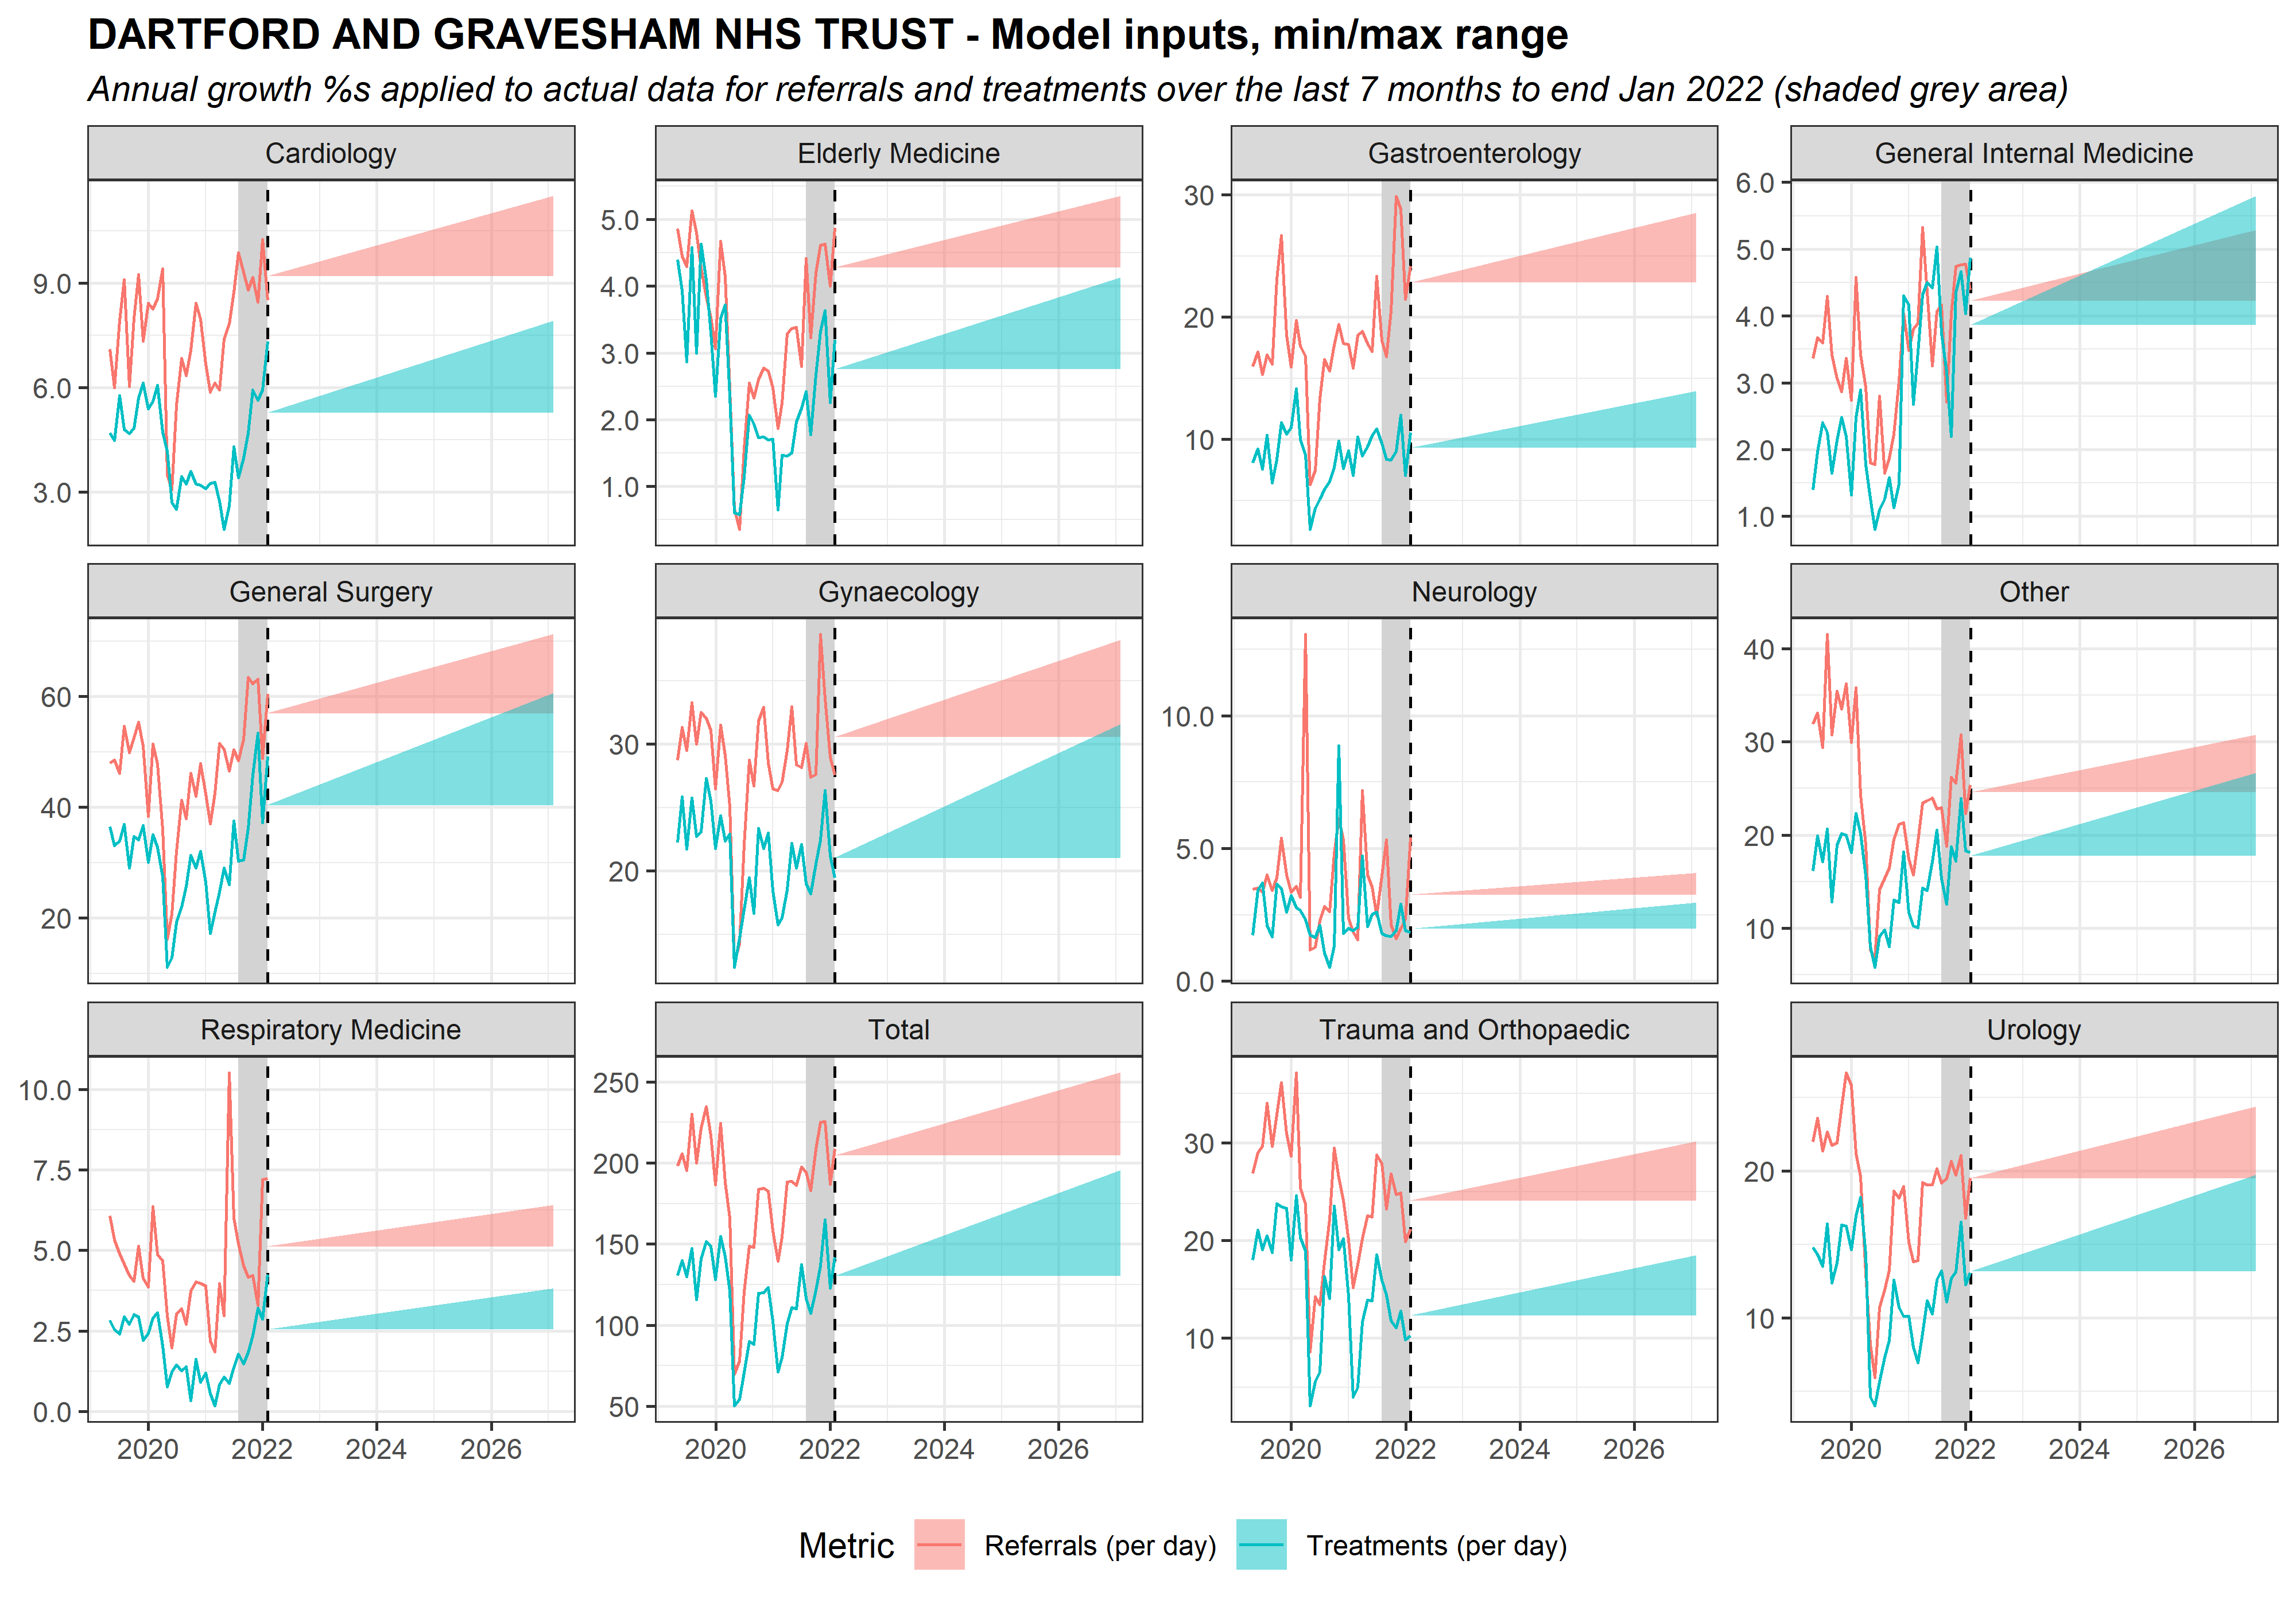 DARTFORD AND GRAVESHAM NHS TRUST - Model inputs, min/max range
Annual growth %s applied to actual data for referrals and treatments over the last 7 months to end Jan 2022 (shaded grey area)
Cardiology
Elderly Medicine
Gastroenterology
General Internal Medicine
9.0
6.0
3.0
5.0
4.0
3.0
2.0
1.0
30
20
10
6.0
5.0
4.0
3.0
2.0
1.0
General Surgery
Gynaecology
Neurology
Other
60
40
20
30
20
10.0
5.0
0.0
40
30
20
10
Respiratory Medicine
Total
Trauma and Orthopaedic
Urology
10.0
7.5
5.0
2.5
0.0
250
200
150
100
50
30
20
10
20
10
2020 2022 2024 2026
2020 2022 2024 2026
2020 2022 2024 2026
2020 2022 2024 2026
Metric Referrals (per day) Treatments (per day)